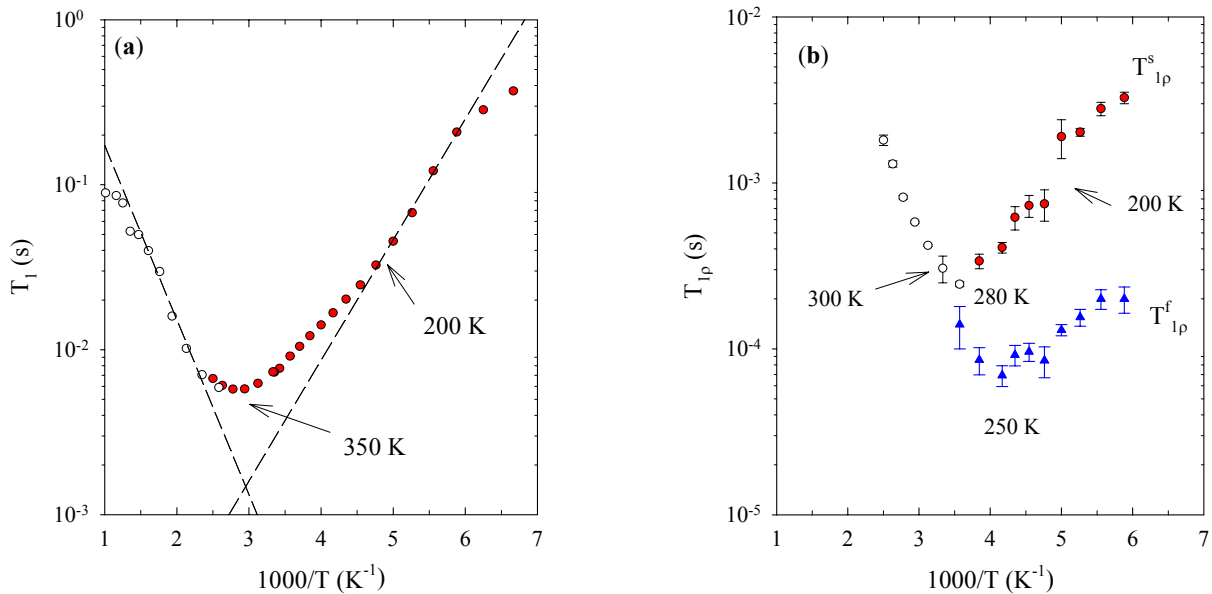 (a)
10^0
10^-1
10^-2
10^-3
T_1 (s)
200 K
350 K
1 2 3 4 5 6 7
1000/T (K^-1)
(b)
10^-2
10^-3
10^-4
10^-5
T_1ρ (s)
T^s_1ρ
200 K
300 K
280 K
T^f_1ρ
250 K
1 2 3 4 5 6 7
1000/T (K^-1)